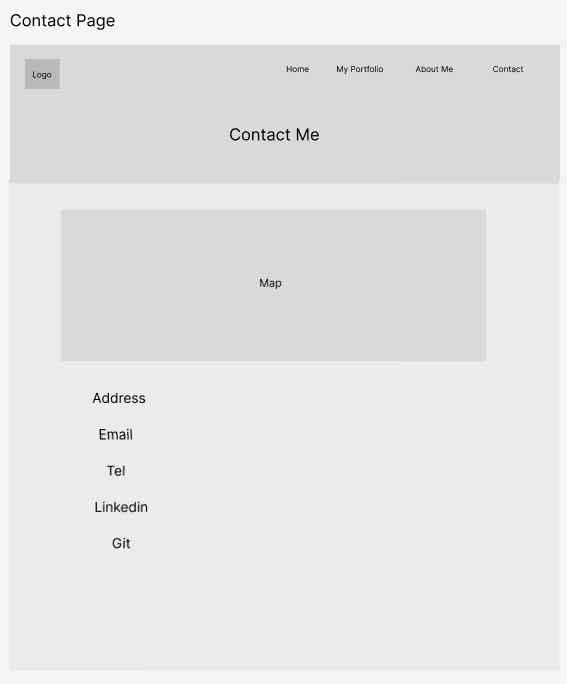 Contact Page
Logo
Home My Portfolio About Me Contact
Contact Me
Map
Address
Email
Tel
Linkedin
Git